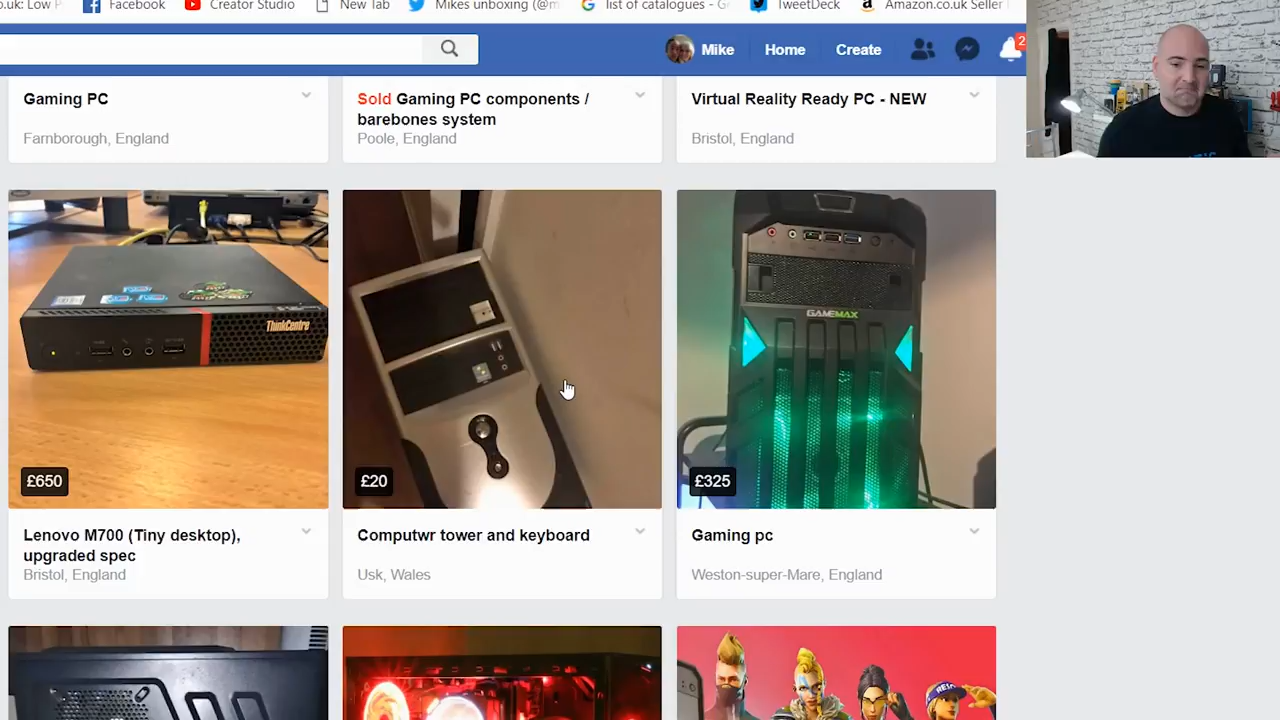 o.uk: Low P
Facebook
Creator Studio
New Tab
Mikes unboxing (@m
list of catalogues - G
TweetDeck
Amazon.co.uk Seller
Mike
Home
Create
2
Gaming PC
Farnborough, England
Sold Gaming PC components /
barebones system
Poole, England
Virtual Reality Ready PC - NEW
Bristol, England
ThinkCentre
£650
Lenovo M700 (Tiny desktop),
upgraded spec
Bristol, England
£20
Computwr tower and keyboard
Usk, Wales
GAMEMAX
£325
Gaming pc
Weston-super-Mare, England